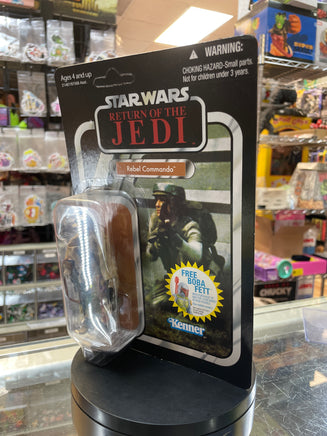 WARNING:
CHOKING HAZARD-Small parts.
Not for children under 3 years.
Ages 4 and up
STAR WARS
RETURN OF THE
JEDI
Rebel Commando
FREE
BOBA
FETT
Kenner
CHUCKY